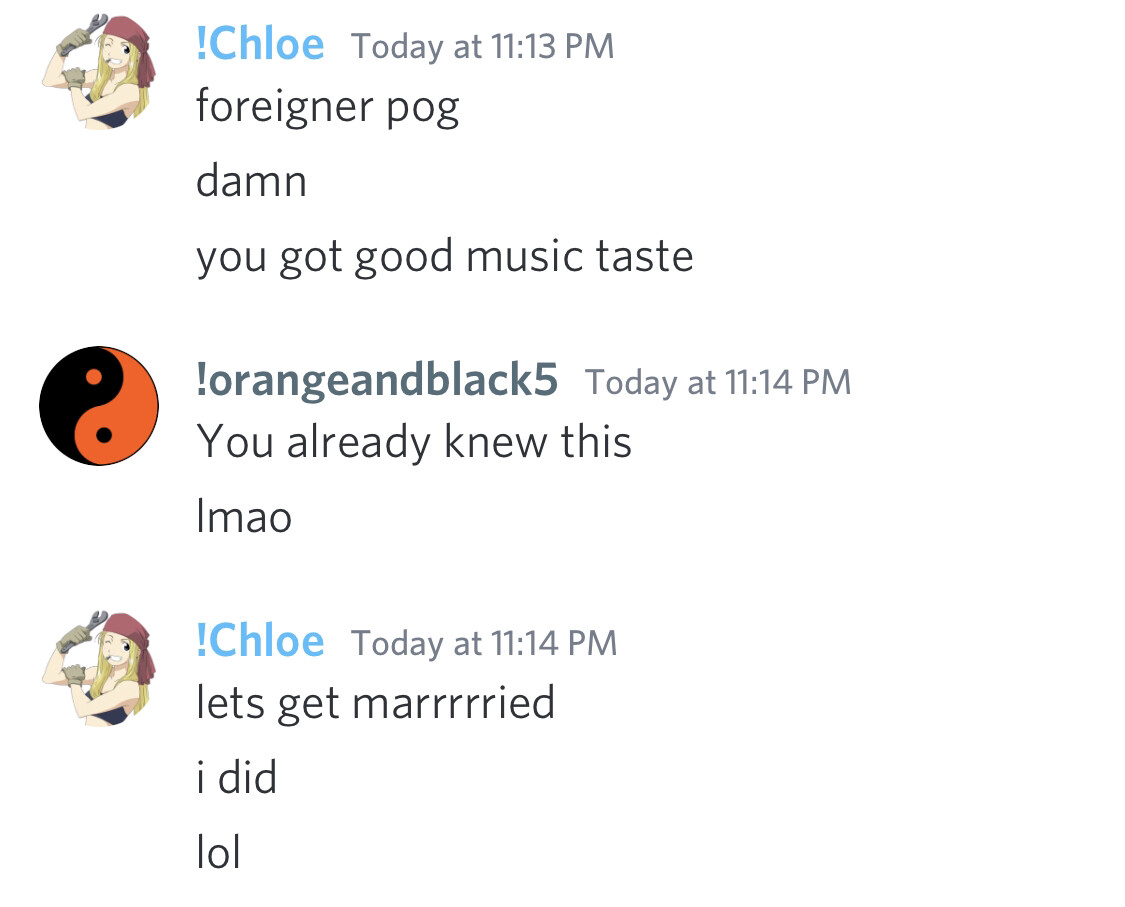 !Chloe Today at 11:13 PM
foreigner pog
damn
you got good music taste
!orangeandblack5 Today at 11:14 PM
You already knew this
lmao
!Chloe Today at 11:14 PM
lets get marrrrried
i did
lol